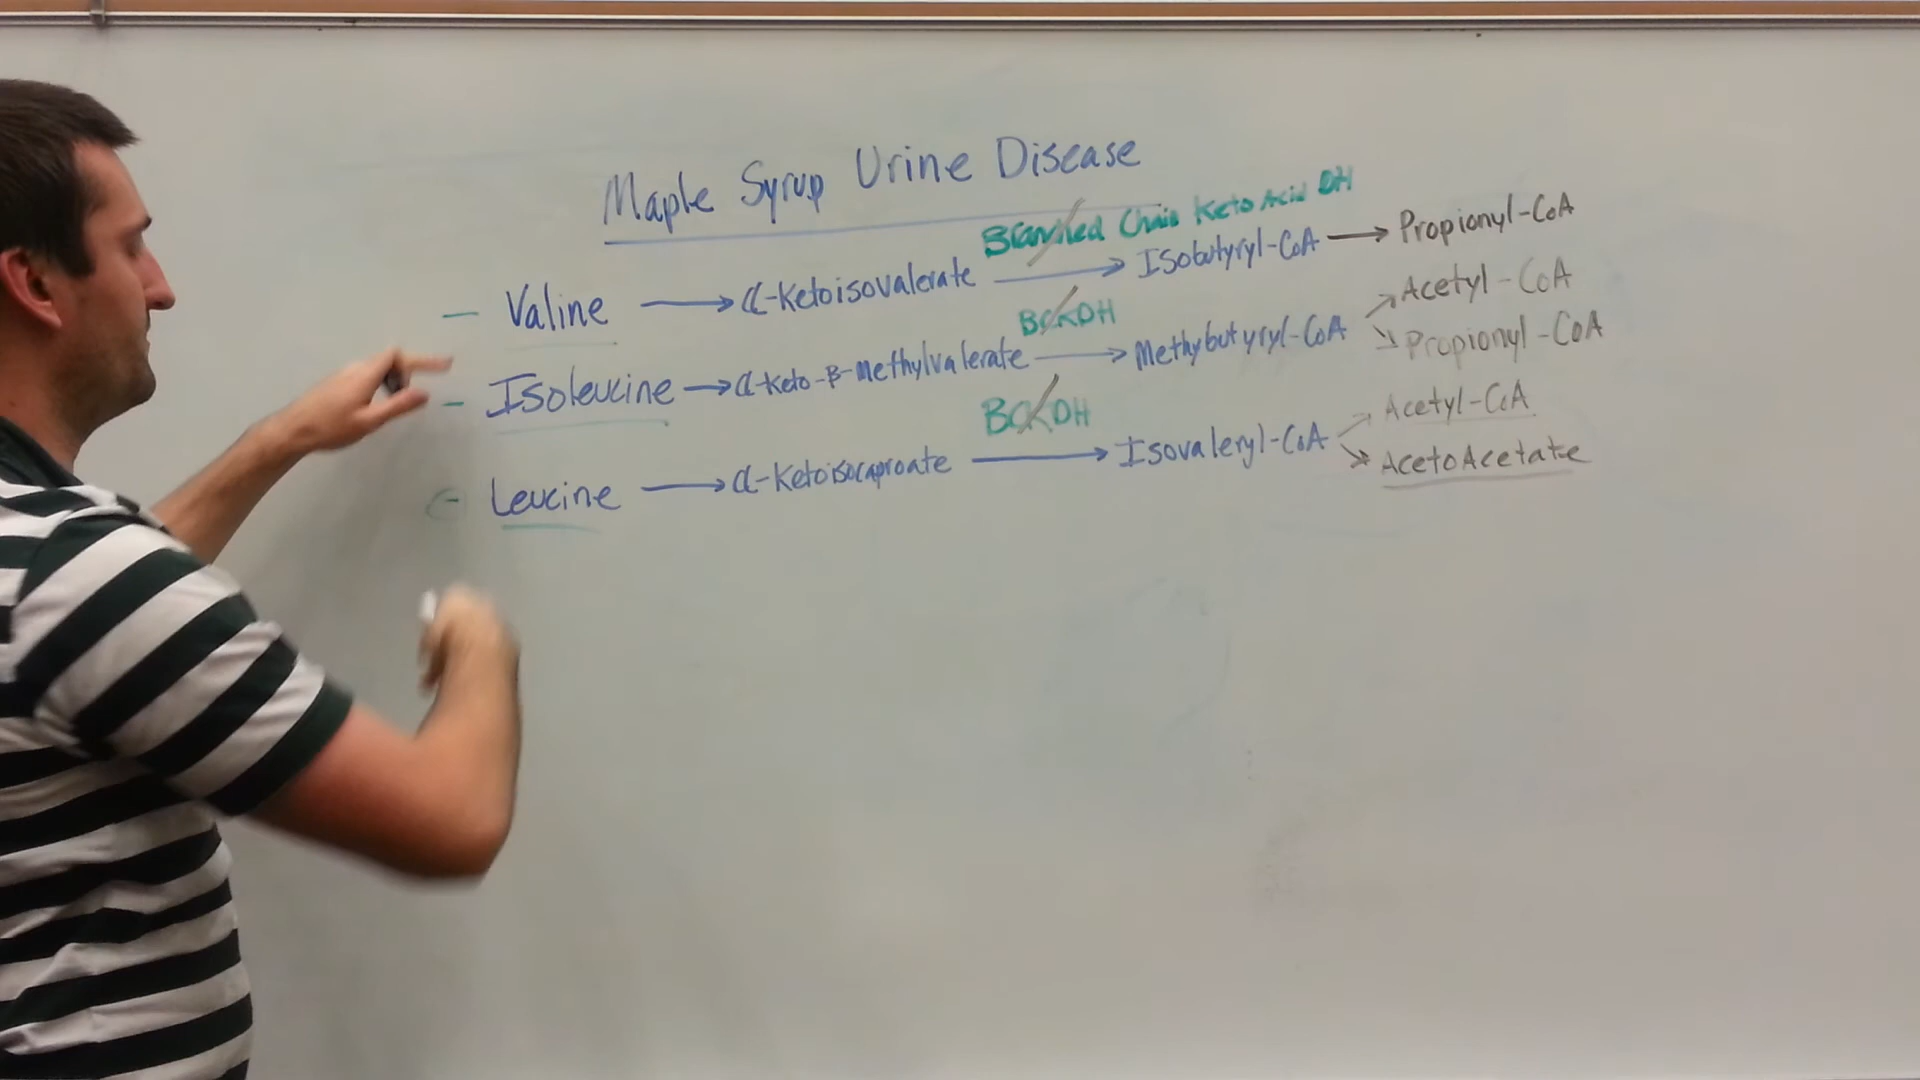 Maple Syrup Urine Disease
Branched Chain Keto Acid DH
Valine → α-Ketoisovalerate → Isobutyryl-CoA → Propionyl-CoA
BCKDH
Isoleucine → α-Keto-β-methylvalerate → Methybutyryl-CoA
Acetyl-CoA
Propionyl-CoA
BCKDH
Leucine → α-Ketoisocaproate → Isovaleryl-CoA
Acetyl-CoA
AcetoAcetate